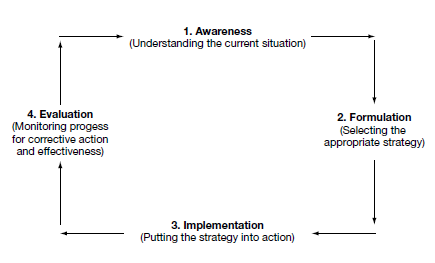 1. Awareness
(Understanding the current situation)
2. Formulation
(Selecting the
appropriate strategy)
3. Implementation
(Putting the strategy into action)
4. Evaluation
(Monitoring progess
for corrective action
and effectiveness)